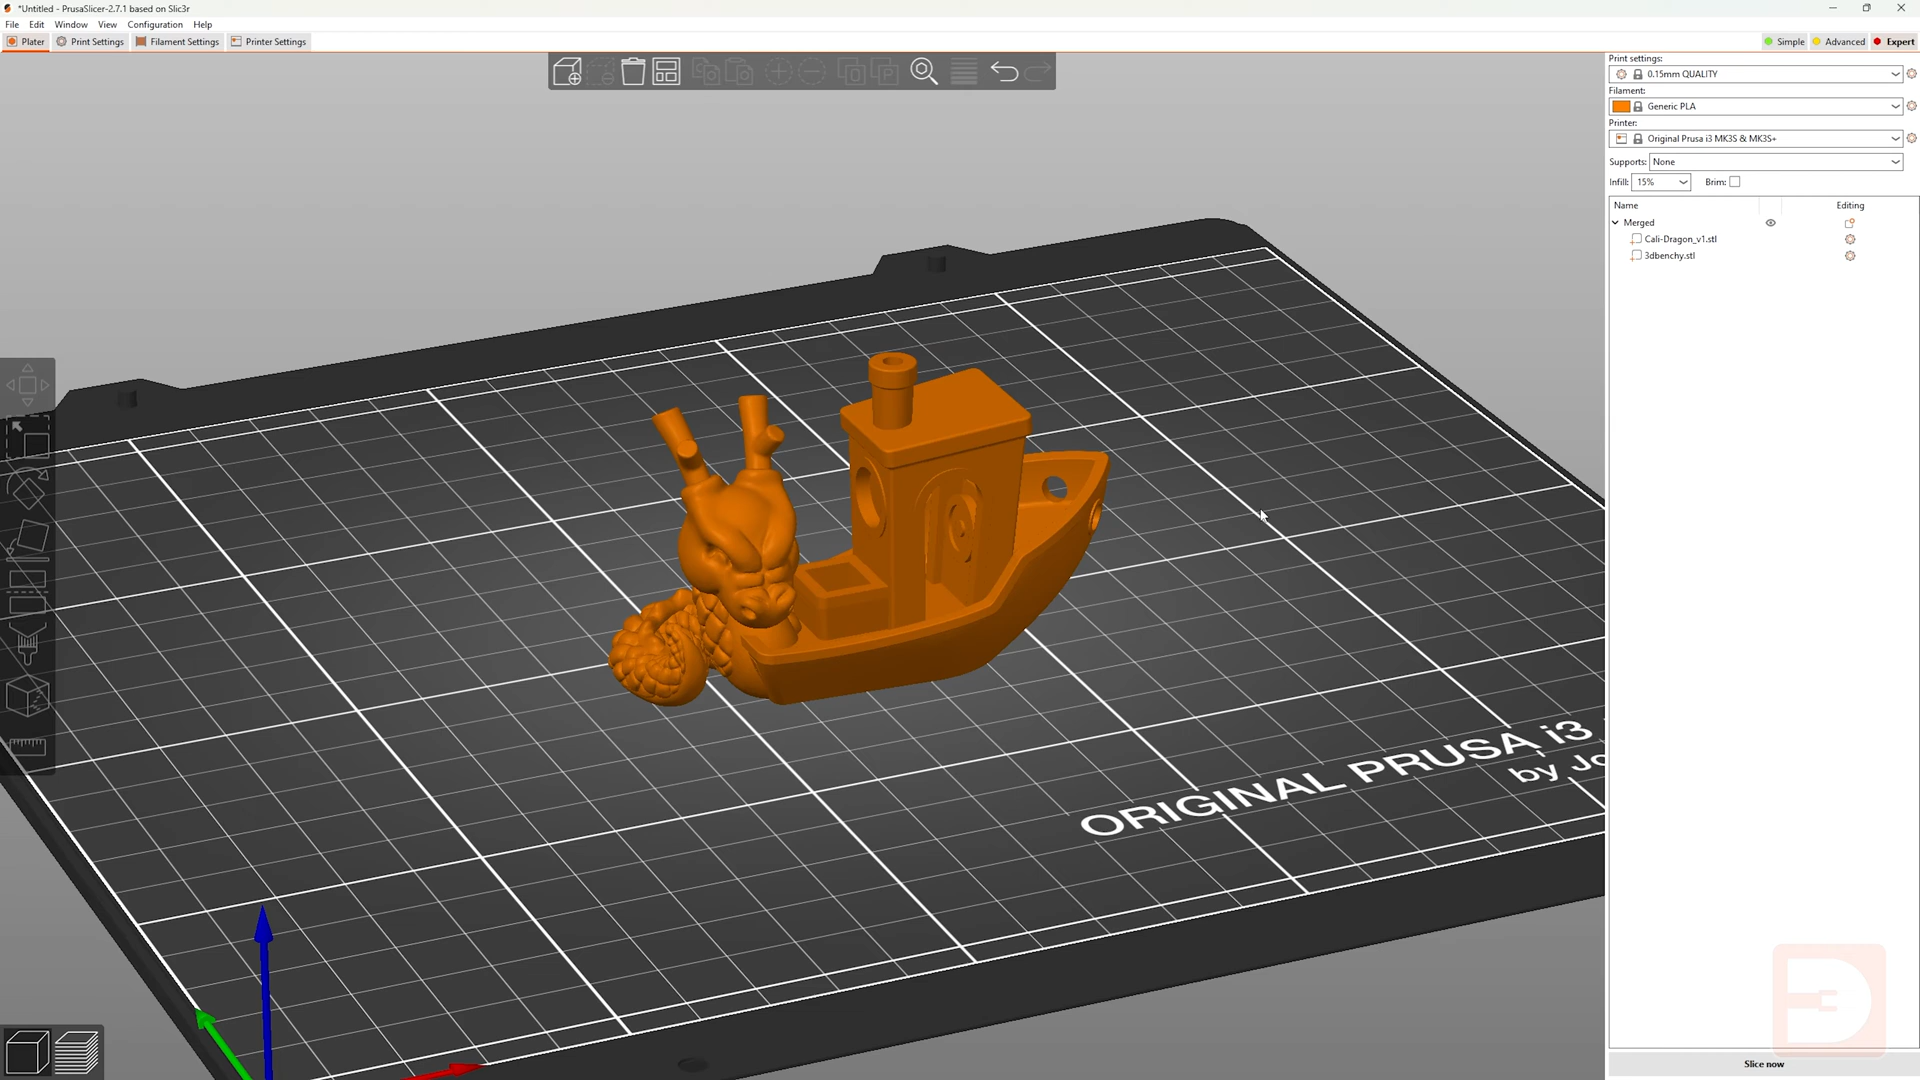 *Untitled - PrusaSlicer-2.7.1 based on Slic3r
File Edit Window View Configuration Help
Plater Print Settings Filament Settings Printer Settings
Simple Advanced Expert
Print settings:
0.15mm QUALITY
Filament:
Generic PLA
Printer:
Original Prusa i3 MK3S & MK3S+
Supports: None
Infill: 15% Brim:
Name Editing
Merged
Cali-Dragon_v1.stl
3dbenchy.stl
ORIGINAL PRUSA i3
by
Slice now